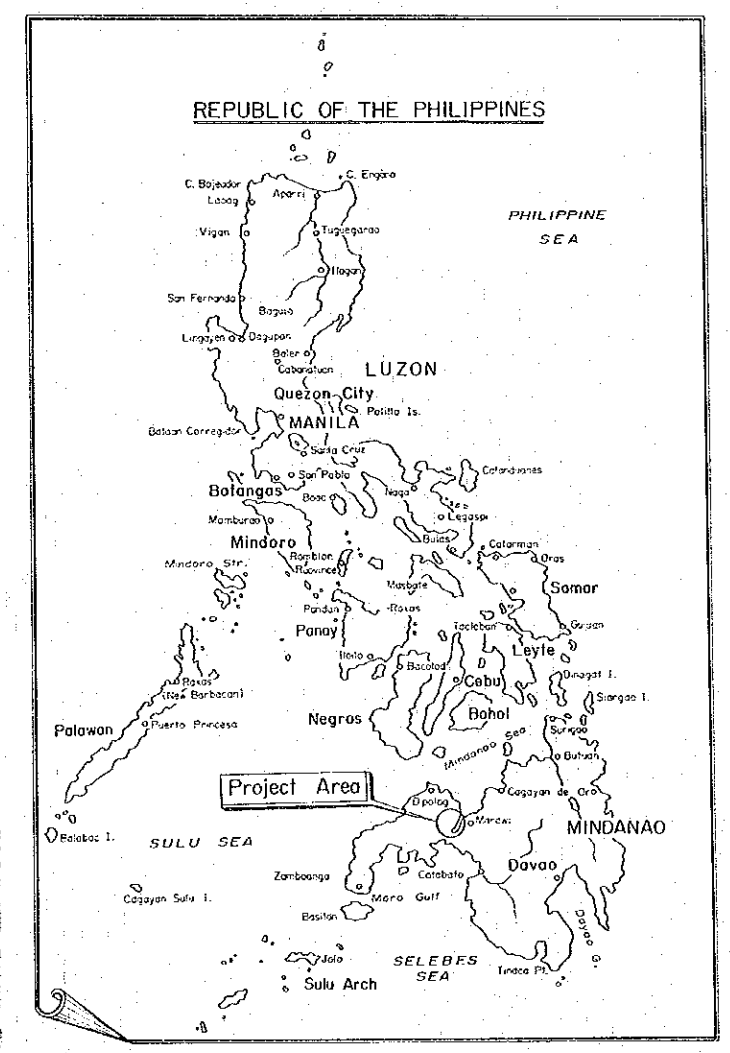 REPUBLIC OF THE PHILIPPINES
C. Engaño
C. Bojeador
Laoag
Aparri
PHILIPPINE
SEA
Vigan
Tuguegarao
Ilagan
San Fernando
Baguio
Lingayen
Dagupan
Baler
Cabanatuan
LUZON
Quezon City
Polillo Is.
MANILA
Bataan Corregidor
Santa Cruz
Catanduanes
San Pablo
Naga
Batangas
Boac
Legaspi
Mamburao
Bulan
Catarman
Mindoro
Oras
Romblon
Province
Mindoro Str.
Masbate
Samar
Pandan
Roxas
Tacloban
Guiuan
Panay
Leyte
Iloilo
Bacolod
Dinagat I.
Cebu
Roxas
(New Barbacan)
Siargao I.
Bohol
Negros
Palawan
Puerto Princesa
Surigao
Mindanao Sea
Butuan
Project Area
Dipolog
Cagayan de Oro
Marawi
MINDANAO
Balabac I.
SULU SEA
Davao
Zamboanga
Cotabato
Cagayan Sulu I.
Moro Gulf
Basilan
Davao G.
Jolo
SELEBES
SEA
Tinaca Pt.
Sulu Arch